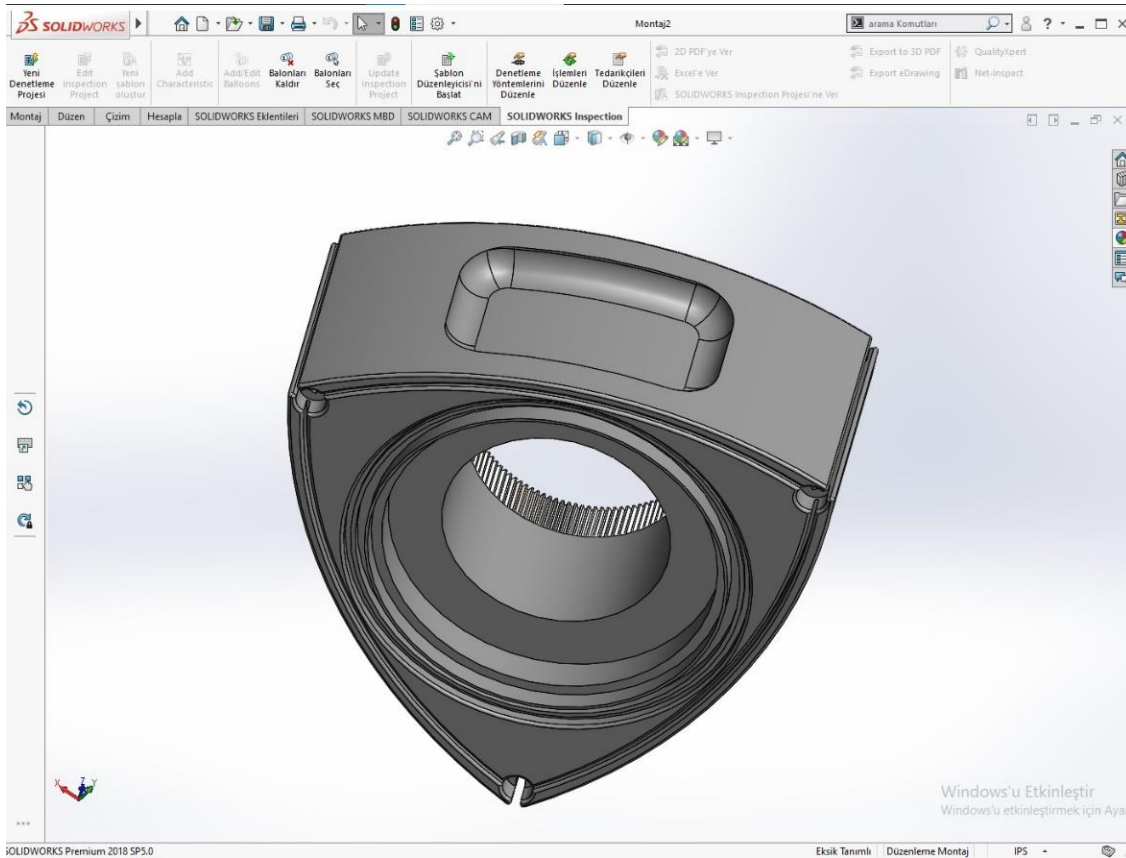 SOLIDWORKS
Montaj2
arama Komutları
Yeni Denetleme Projesi
Edit Inspection Project
Yeni şablon oluştur
Add Characteristic
Add/Edit Balloons
Balonları Kaldır
Balonları Seç
Update Inspection Project
Şablon Düzenleyicisi'ni Başlat
Denetleme Yöntemlerini Düzenle
İşlemleri Düzenle
Tedarikçileri Düzenle
2D PDF'ye Ver
Excel'e Ver
SOLIDWORKS Inspection Projesi'ne Ver
Export to 3D PDF
Export eDrawing
QualityXpert
Net-Inspect
Montaj
Düzen
Çizim
Hesapla
SOLIDWORKS Eklentileri
SOLIDWORKS MBD
SOLIDWORKS CAM
SOLIDWORKS Inspection
X
Z
Y
Windows'u Etkinleştir
Windows'u etkinleştirmek için Aya
SOLIDWORKS Premium 2018 SP5.0
Eksik Tanımlı
Düzenleme Montaj
IPS